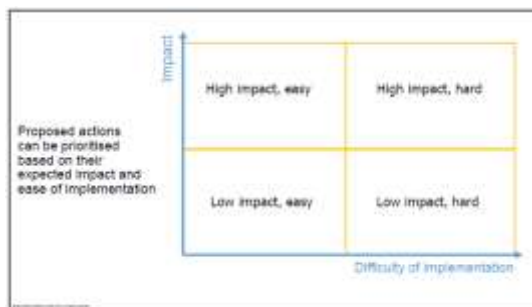 Impact
High impact, easy
High impact, hard
Proposed actions
can be prioritised
based on their
expected impact and
ease of implementation
Low impact, easy
Low impact, hard
Difficulty of implementation